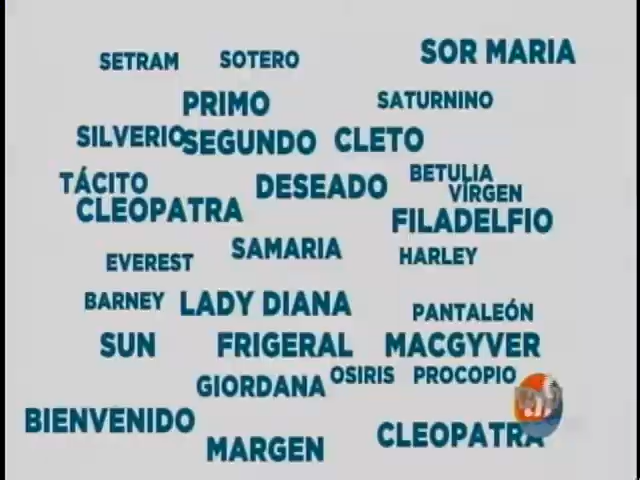 SETRAM SOTERO SOR MARIA
PRIMO SATURNINO
SILVERIO SEGUNDO CLETO
TÁCITO DESEADO BETULIA
VÍRGEN
CLEOPATRA FILADELFIO
SAMARIA
EVEREST HARLEY
BARNEY LADY DIANA PANTALEÓN
SUN FRIGERAL MACGYVER
GIORDANA OSIRIS PROCOPIO
BIENVENIDO CLEOPATRA
MARGEN